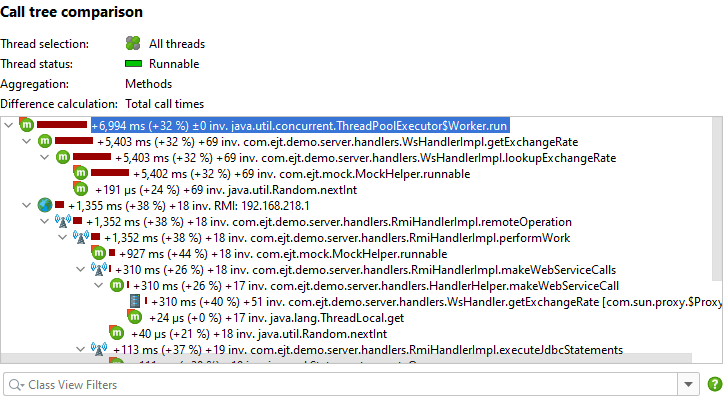 Call tree comparison
Thread selection: All threads
Thread status: Runnable
Aggregation: Methods
Difference calculation: Total call times
+6,994 ms (+32 %) ±0 inv. java.util.concurrent.ThreadPoolExecutor$Worker.run
+5,403 ms (+32 %) +69 inv. com.ejt.demo.server.handlers.WsHandlerImpl.getExchangeRate
+5,403 ms (+32 %) +69 inv. com.ejt.demo.server.handlers.WsHandlerImpl.lookupExchangeRate
+5,402 ms (+32 %) +69 inv. com.ejt.mock.MockHelper.runnable
+191 µs (+24 %) +69 inv. java.util.Random.nextInt
+1,355 ms (+38 %) +18 inv. RMI: 192.168.218.1
+1,352 ms (+38 %) +18 inv. com.ejt.demo.server.handlers.RmiHandlerImpl.remoteOperation
+1,352 ms (+38 %) +18 inv. com.ejt.demo.server.handlers.RmiHandlerImpl.performWork
+927 ms (+44 %) +18 inv. com.ejt.mock.MockHelper.runnable
+310 ms (+26 %) +18 inv. com.ejt.demo.server.handlers.RmiHandlerImpl.makeWebServiceCalls
+310 ms (+26 %) +17 inv. com.ejt.demo.server.handlers.HandlerHelper.makeWebServiceCall
+310 ms (+40 %) +51 inv. com.ejt.demo.server.handlers.WsHandler.getExchangeRate [com.sun.proxy.$Proxy
+24 µs (+0 %) +17 inv. java.lang.ThreadLocal.get
+40 µs (+21 %) +18 inv. java.util.Random.nextInt
+113 ms (+37 %) +19 inv. com.ejt.demo.server.handlers.RmiHandlerImpl.executeJdbcStatements
Class View Filters